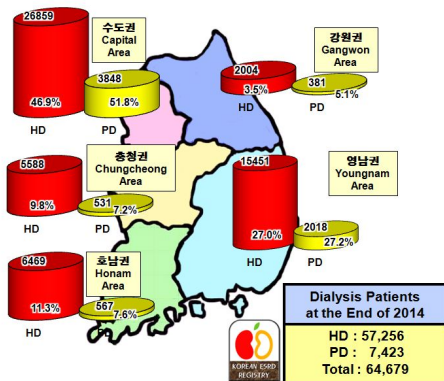 26859
46.9%
HD
3848
51.8%
PD
수도권
Capital
Area
강원권
Gangwon
Area
2004
3.5%
HD
381
5.1%
PD
충청권
Chungcheong
Area
5588
9.8%
HD
531
7.2%
PD
영남권
Youngnam
Area
15451
27.0%
HD
2018
27.2%
PD
호남권
Honam
Area
6469
11.3%
HD
567
7.6%
PD
KOREAN ESRD
REGISTRY
Dialysis Patients
at the End of 2014
HD : 57,256
PD : 7,423
Total : 64,679